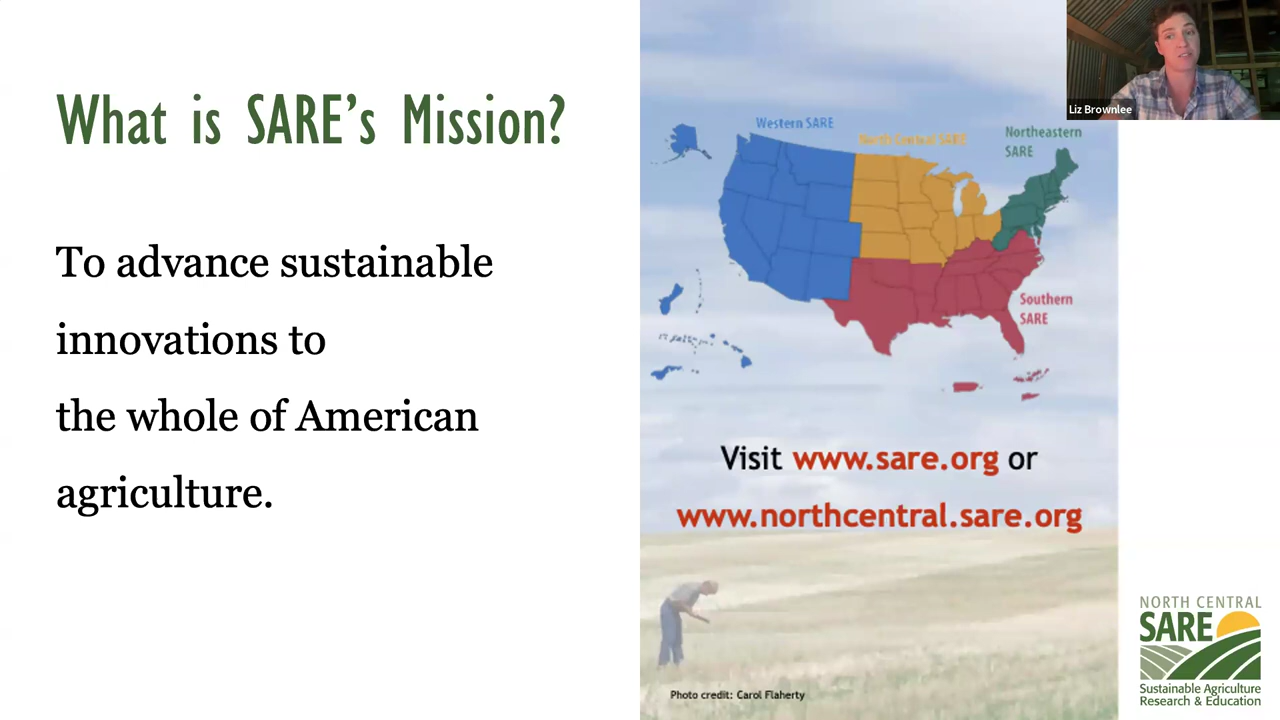 What is SARE's Mission?
To advance sustainable
innovations to
the whole of American
agriculture.
Western SARE
North Central SARE
Northeastern
SARE
Southern
SARE
Visit www.sare.org or
www.northcentral.sare.org
Photo credit: Carol Flaherty
Liz Brownlee
NORTH CENTRAL
SARE
Sustainable Agriculture
Research & Education